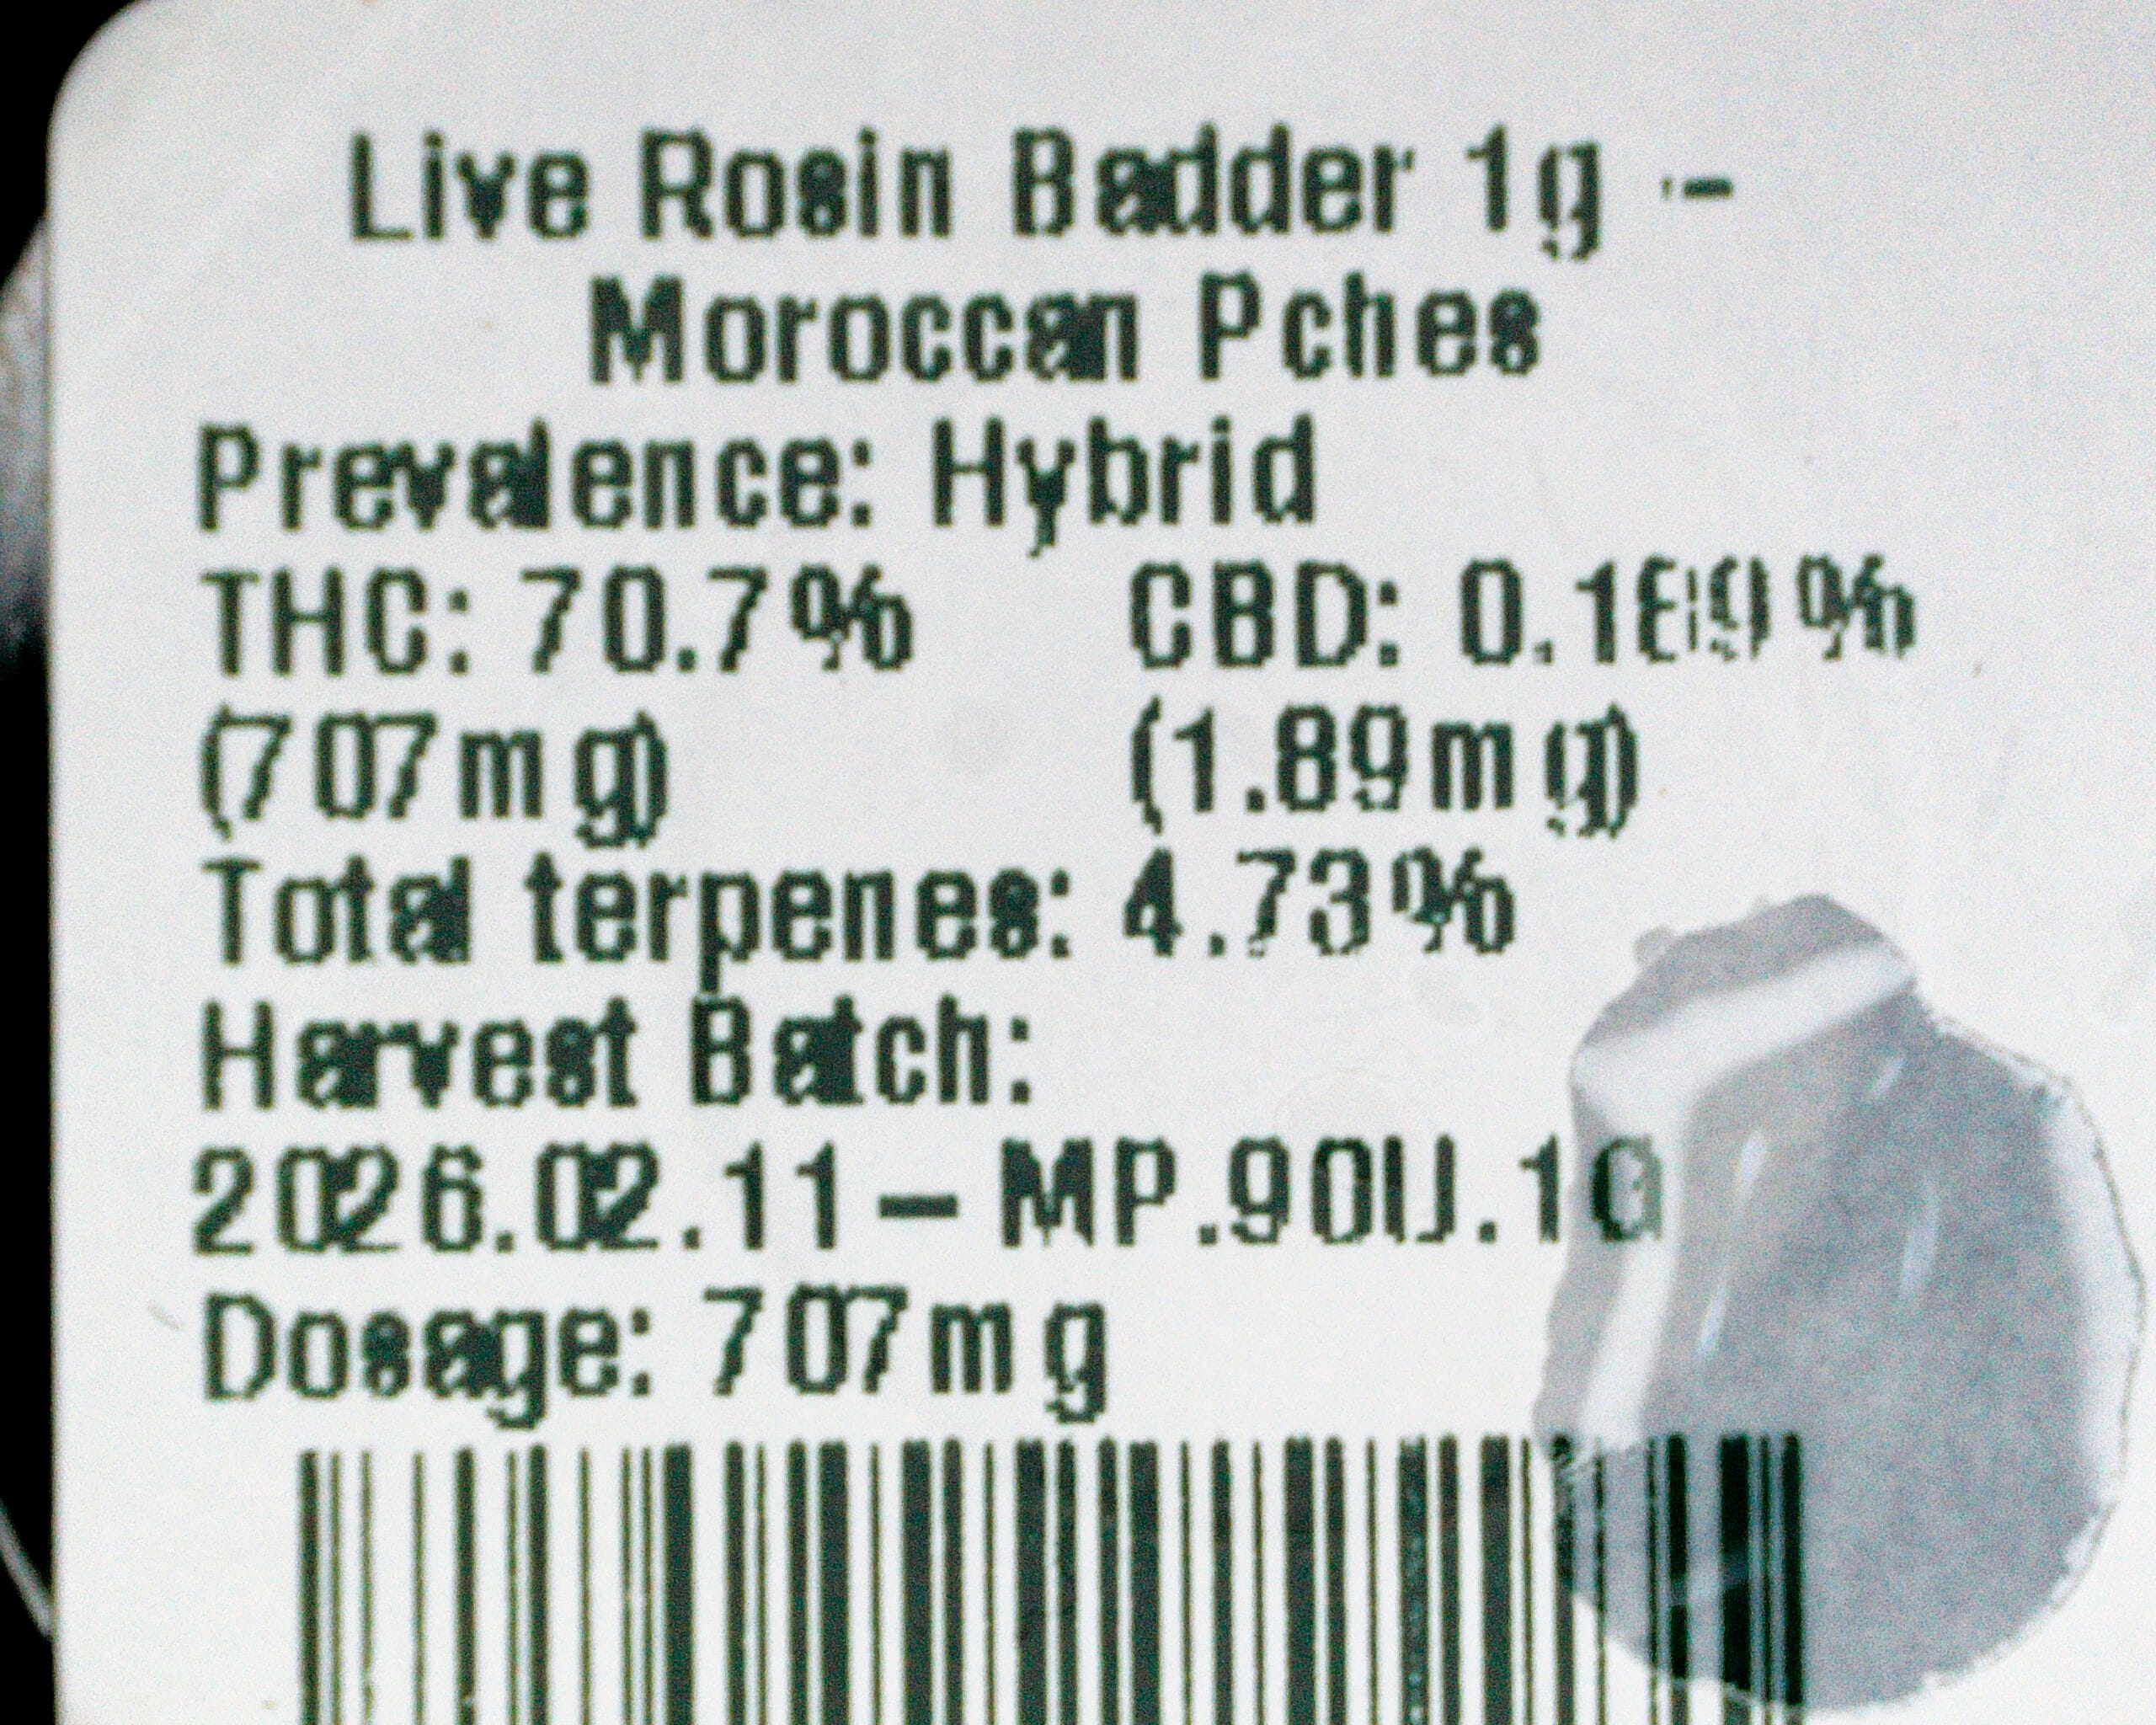 Live Rosin Badder 1g -
Moroccan Pches
Prevalence: Hybrid
THC: 70.7% CBD: 0.189%
(707mg) (1.89mg)
Total terpenes: 4.73%
Harvest Batch:
2026.02.11-MP.90U.1G
Dosage: 707mg